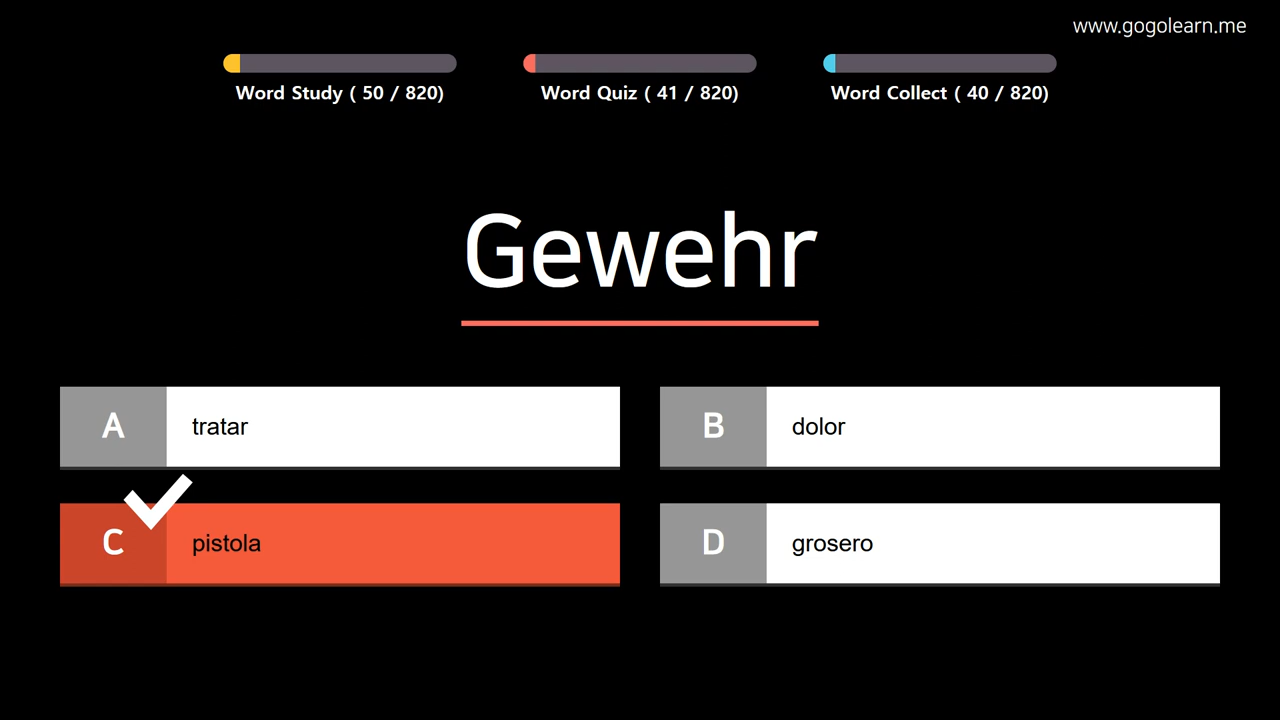 www.gogolearn.me
Word Study ( 50 / 820)
Word Quiz ( 41 / 820)
Word Collect ( 40 / 820)
Gewehr
A tratar
B dolor
C pistola
D grosero